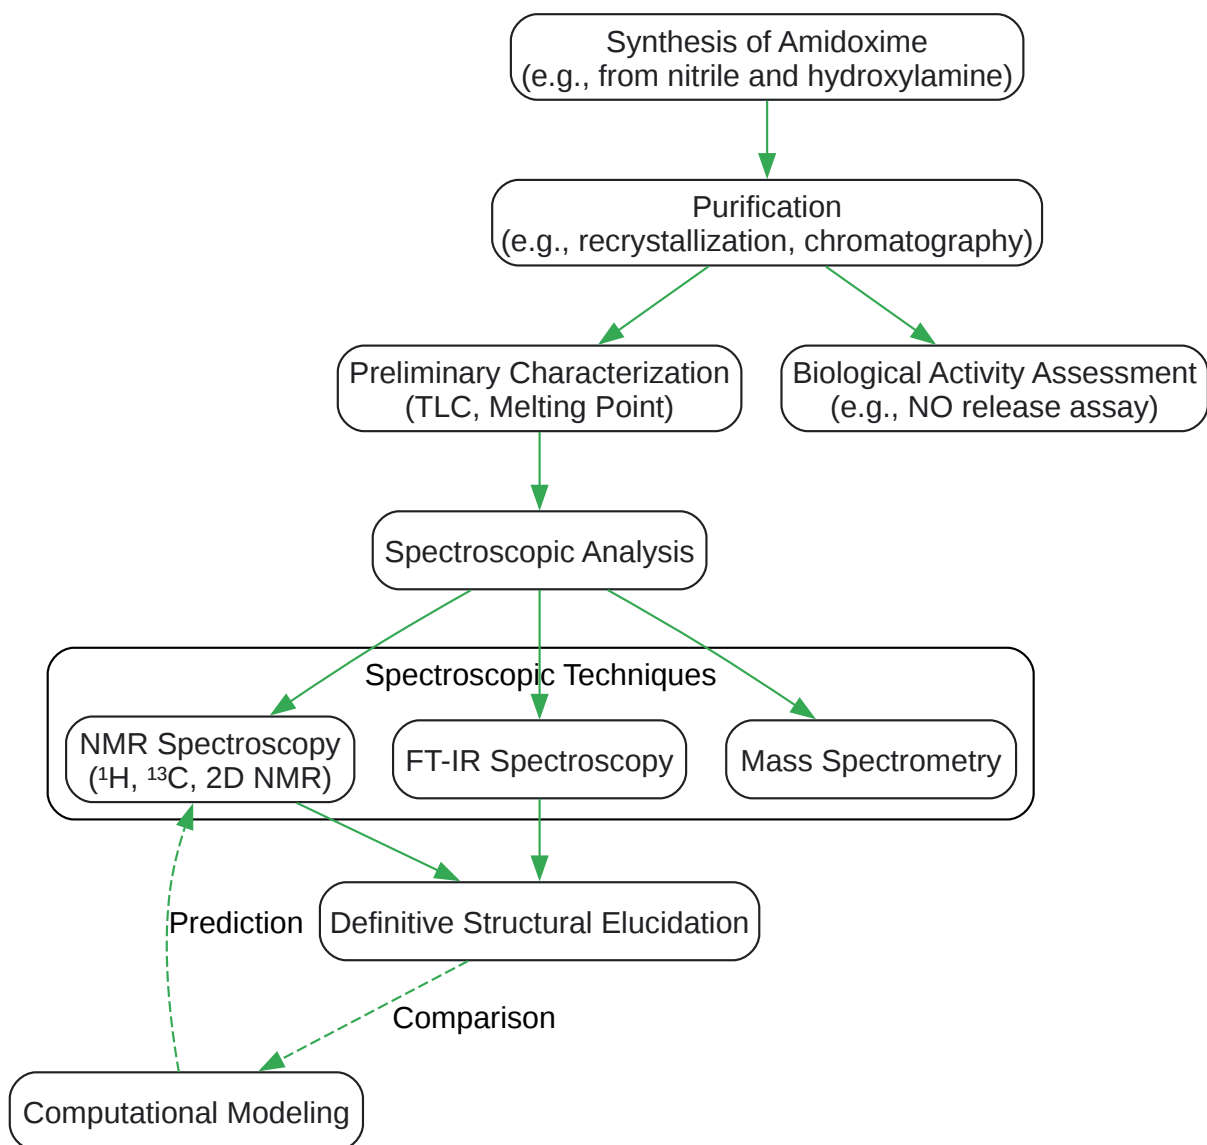 Synthesis of Amidoxime
(e.g., from nitrile and hydroxylamine)
Purification
(e.g., recrystallization, chromatography)
Preliminary Characterization
(TLC, Melting Point)
Biological Activity Assessment
(e.g., NO release assay)
Spectroscopic Analysis
Spectroscopic Techniques
NMR Spectroscopy
(¹H, ¹³C, 2D NMR)
FT-IR Spectroscopy
Mass Spectrometry
Prediction
Definitive Structural Elucidation
Comparison
Computational Modeling